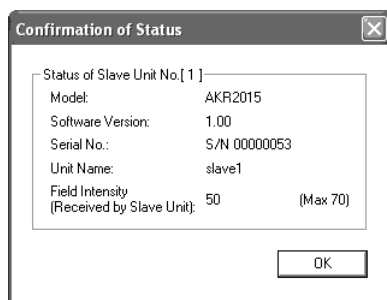 Confirmation of Status
Status of Slave Unit No.[ 1 ]
Model: AKR2015
Software Version: 1.00
Serial No.: S/N 00000053
Unit Name: slave1
Field Intensity
(Received by Slave Unit): 50 (Max 70)
OK